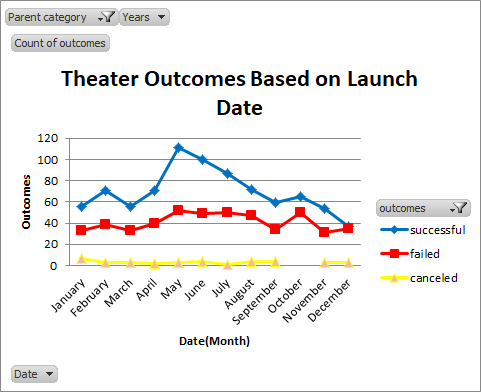 Parent category Years
Count of outcomes
Theater Outcomes Based on Launch
Date
120
100
80
60
40
20
0
Outcomes
January
February
March
April
May
June
July
August
September
October
November
December
Date(Month)
outcomes
successful
failed
canceled
Date